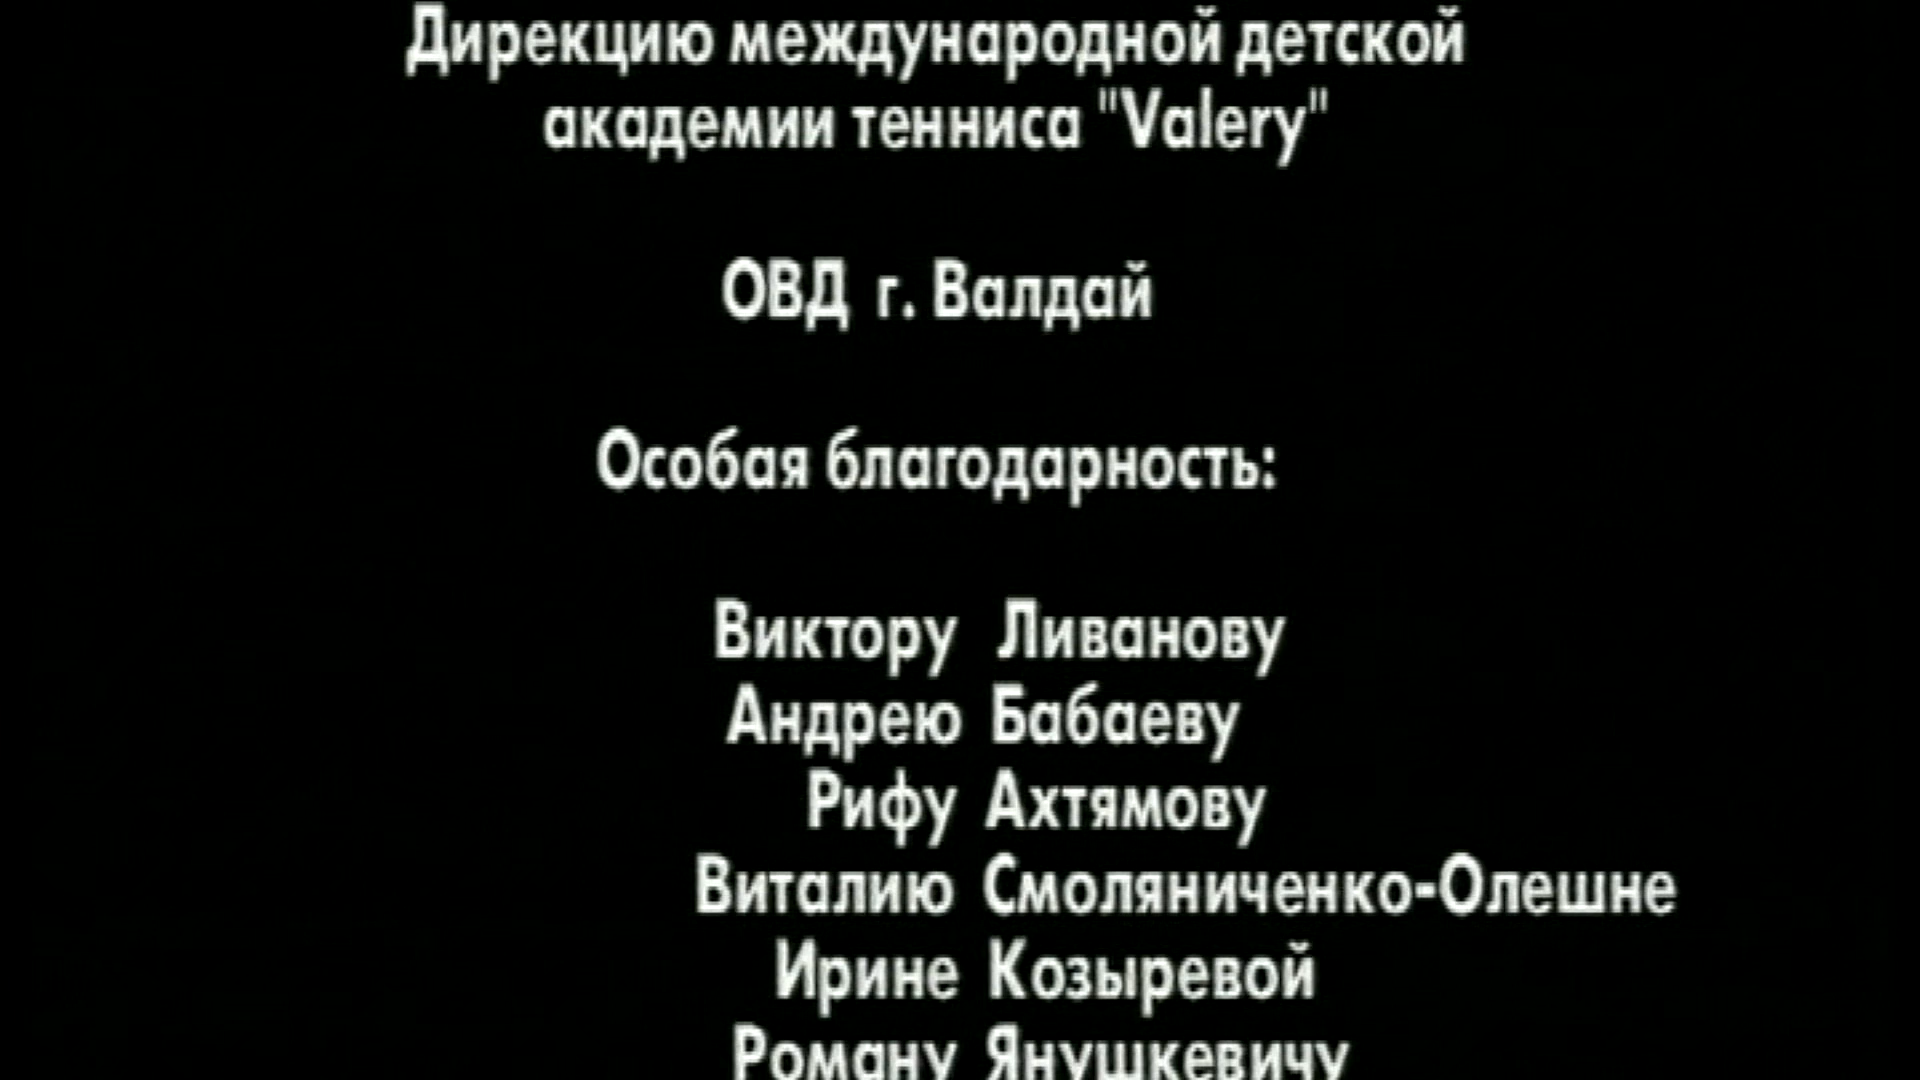 Дирекцию международной детской
академии тенниса "Valery"
ОВД г. Валдай
Особая благодарность:
Виктору Ливанову
Андрею Бабаеву
Рифу Ахтямову
Виталию Смоляниченко-Олешне
Ирине Козыревой
Роману Янушкевичу